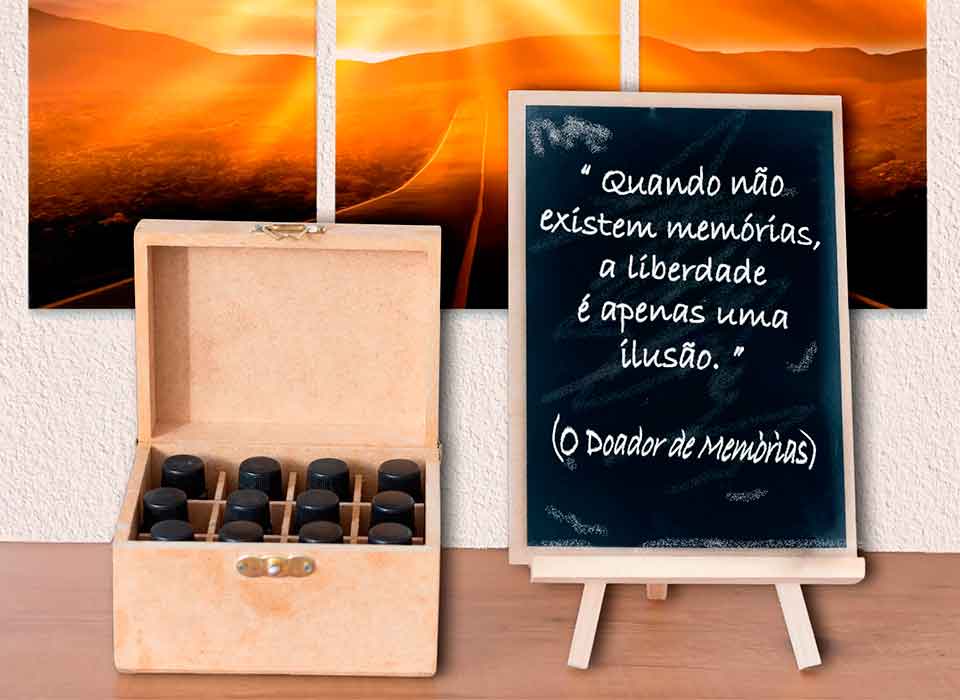 “ Quando não
existem memórias,
a liberdade
é apenas uma
ilusão. ”
(O Doador de Memórias)